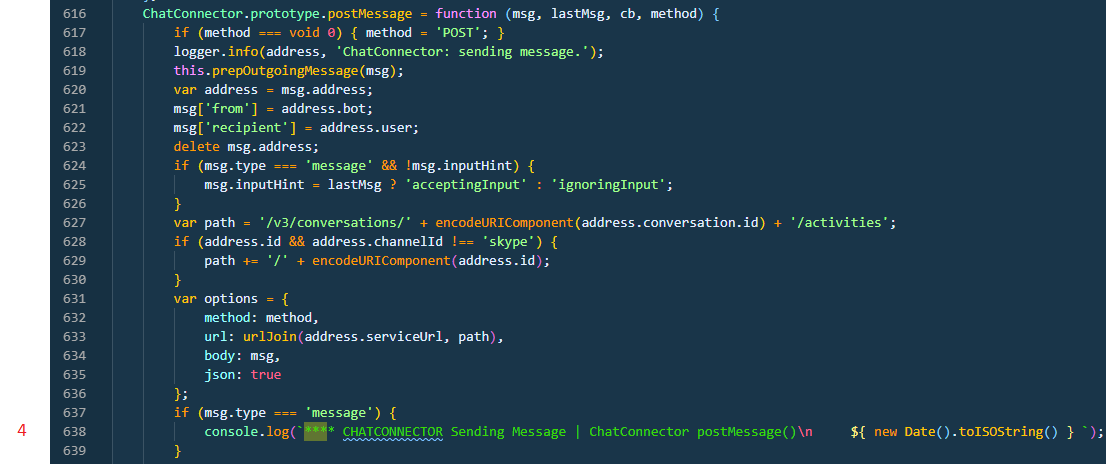 616 ChatConnector.prototype.postMessage = function (msg, lastMsg, cb, method) {
617 if (method === void 0) { method = 'POST'; }
618 logger.info(address, 'ChatConnector: sending message.');
619 this.prepOutgoingMessage(msg);
620 var address = msg.address;
621 msg['from'] = address.bot;
622 msg['recipient'] = address.user;
623 delete msg.address;
624 if (msg.type === 'message' && !msg.inputHint) {
625 msg.inputHint = lastMsg ? 'acceptingInput' : 'ignoringInput';
626 }
627 var path = '/v3/conversations/' + encodeURIComponent(address.conversation.id) + '/activities';
628 if (address.id && address.channelId !== 'skype') {
629 path += '/' + encodeURIComponent(address.id);
630 }
631 var options = {
632 method: method,
633 url: urlJoin(address.serviceUrl, path),
634 body: msg,
635 json: true
636 };
637 if (msg.type === 'message') {
4 638 console.log(`**** CHATCONNECTOR Sending Message | ChatConnector postMessage()\n ${ new Date().toISOString() } `);
639 }